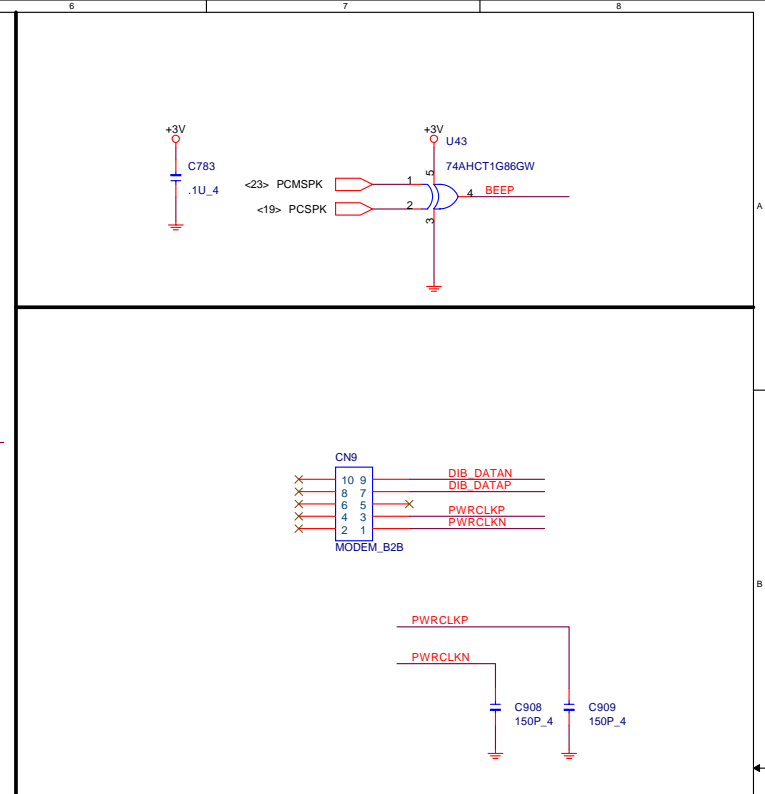 6 7 8
+3V +3V
U43
C783 74AHCT1G86GW
5
<23> PCMSPK 1
.1U_4 4 BEEP
<19> PCSPK 2
A
3
CN9
10 9 DIB_DATAN
8 7 DIB_DATAP
6 5
4 3 PWRCLKP
2 1 PWRCLKN
MODEM_B2B
B
PWRCLKP
PWRCLKN
C908 C909
150P_4 150P_4